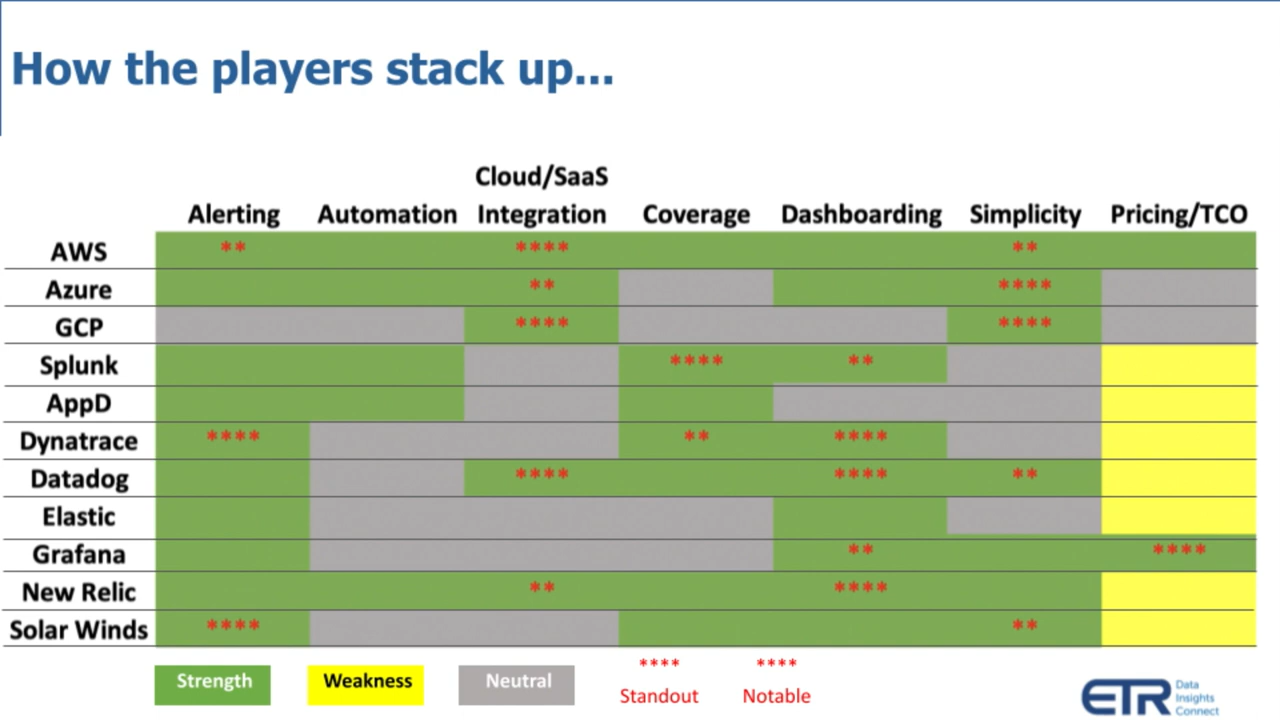 How the players stack up...
Cloud/SaaS
Alerting Automation Integration Coverage Dashboarding Simplicity Pricing/TCO
AWS ** **** **
Azure ** ****
GCP **** ****
Splunk **** **
AppD
Dynatrace **** ** ****
Datadog **** **** **
Elastic
Grafana ** ****
New Relic ** ****
Solar Winds **** **
**** ****
Strength Weakness Neutral Standout Notable
ETR Data
Insights
Connect